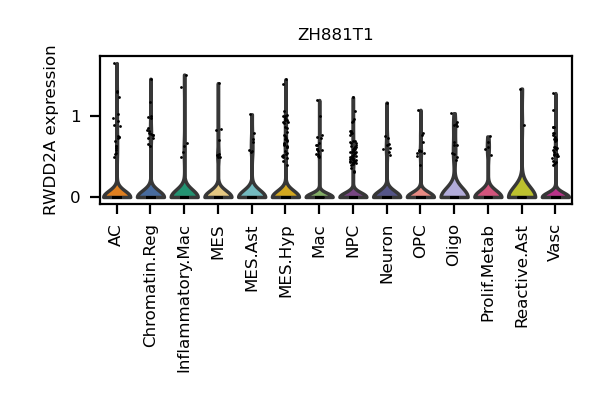 ZH881T1
RWDD2A expression
1
0
AC
Chromatin.Reg
Inflammatory.Mac
MES
MES.Ast
MES.Hyp
Mac
NPC
Neuron
OPC
Oligo
Prolif.Metab
Reactive.Ast
Vasc